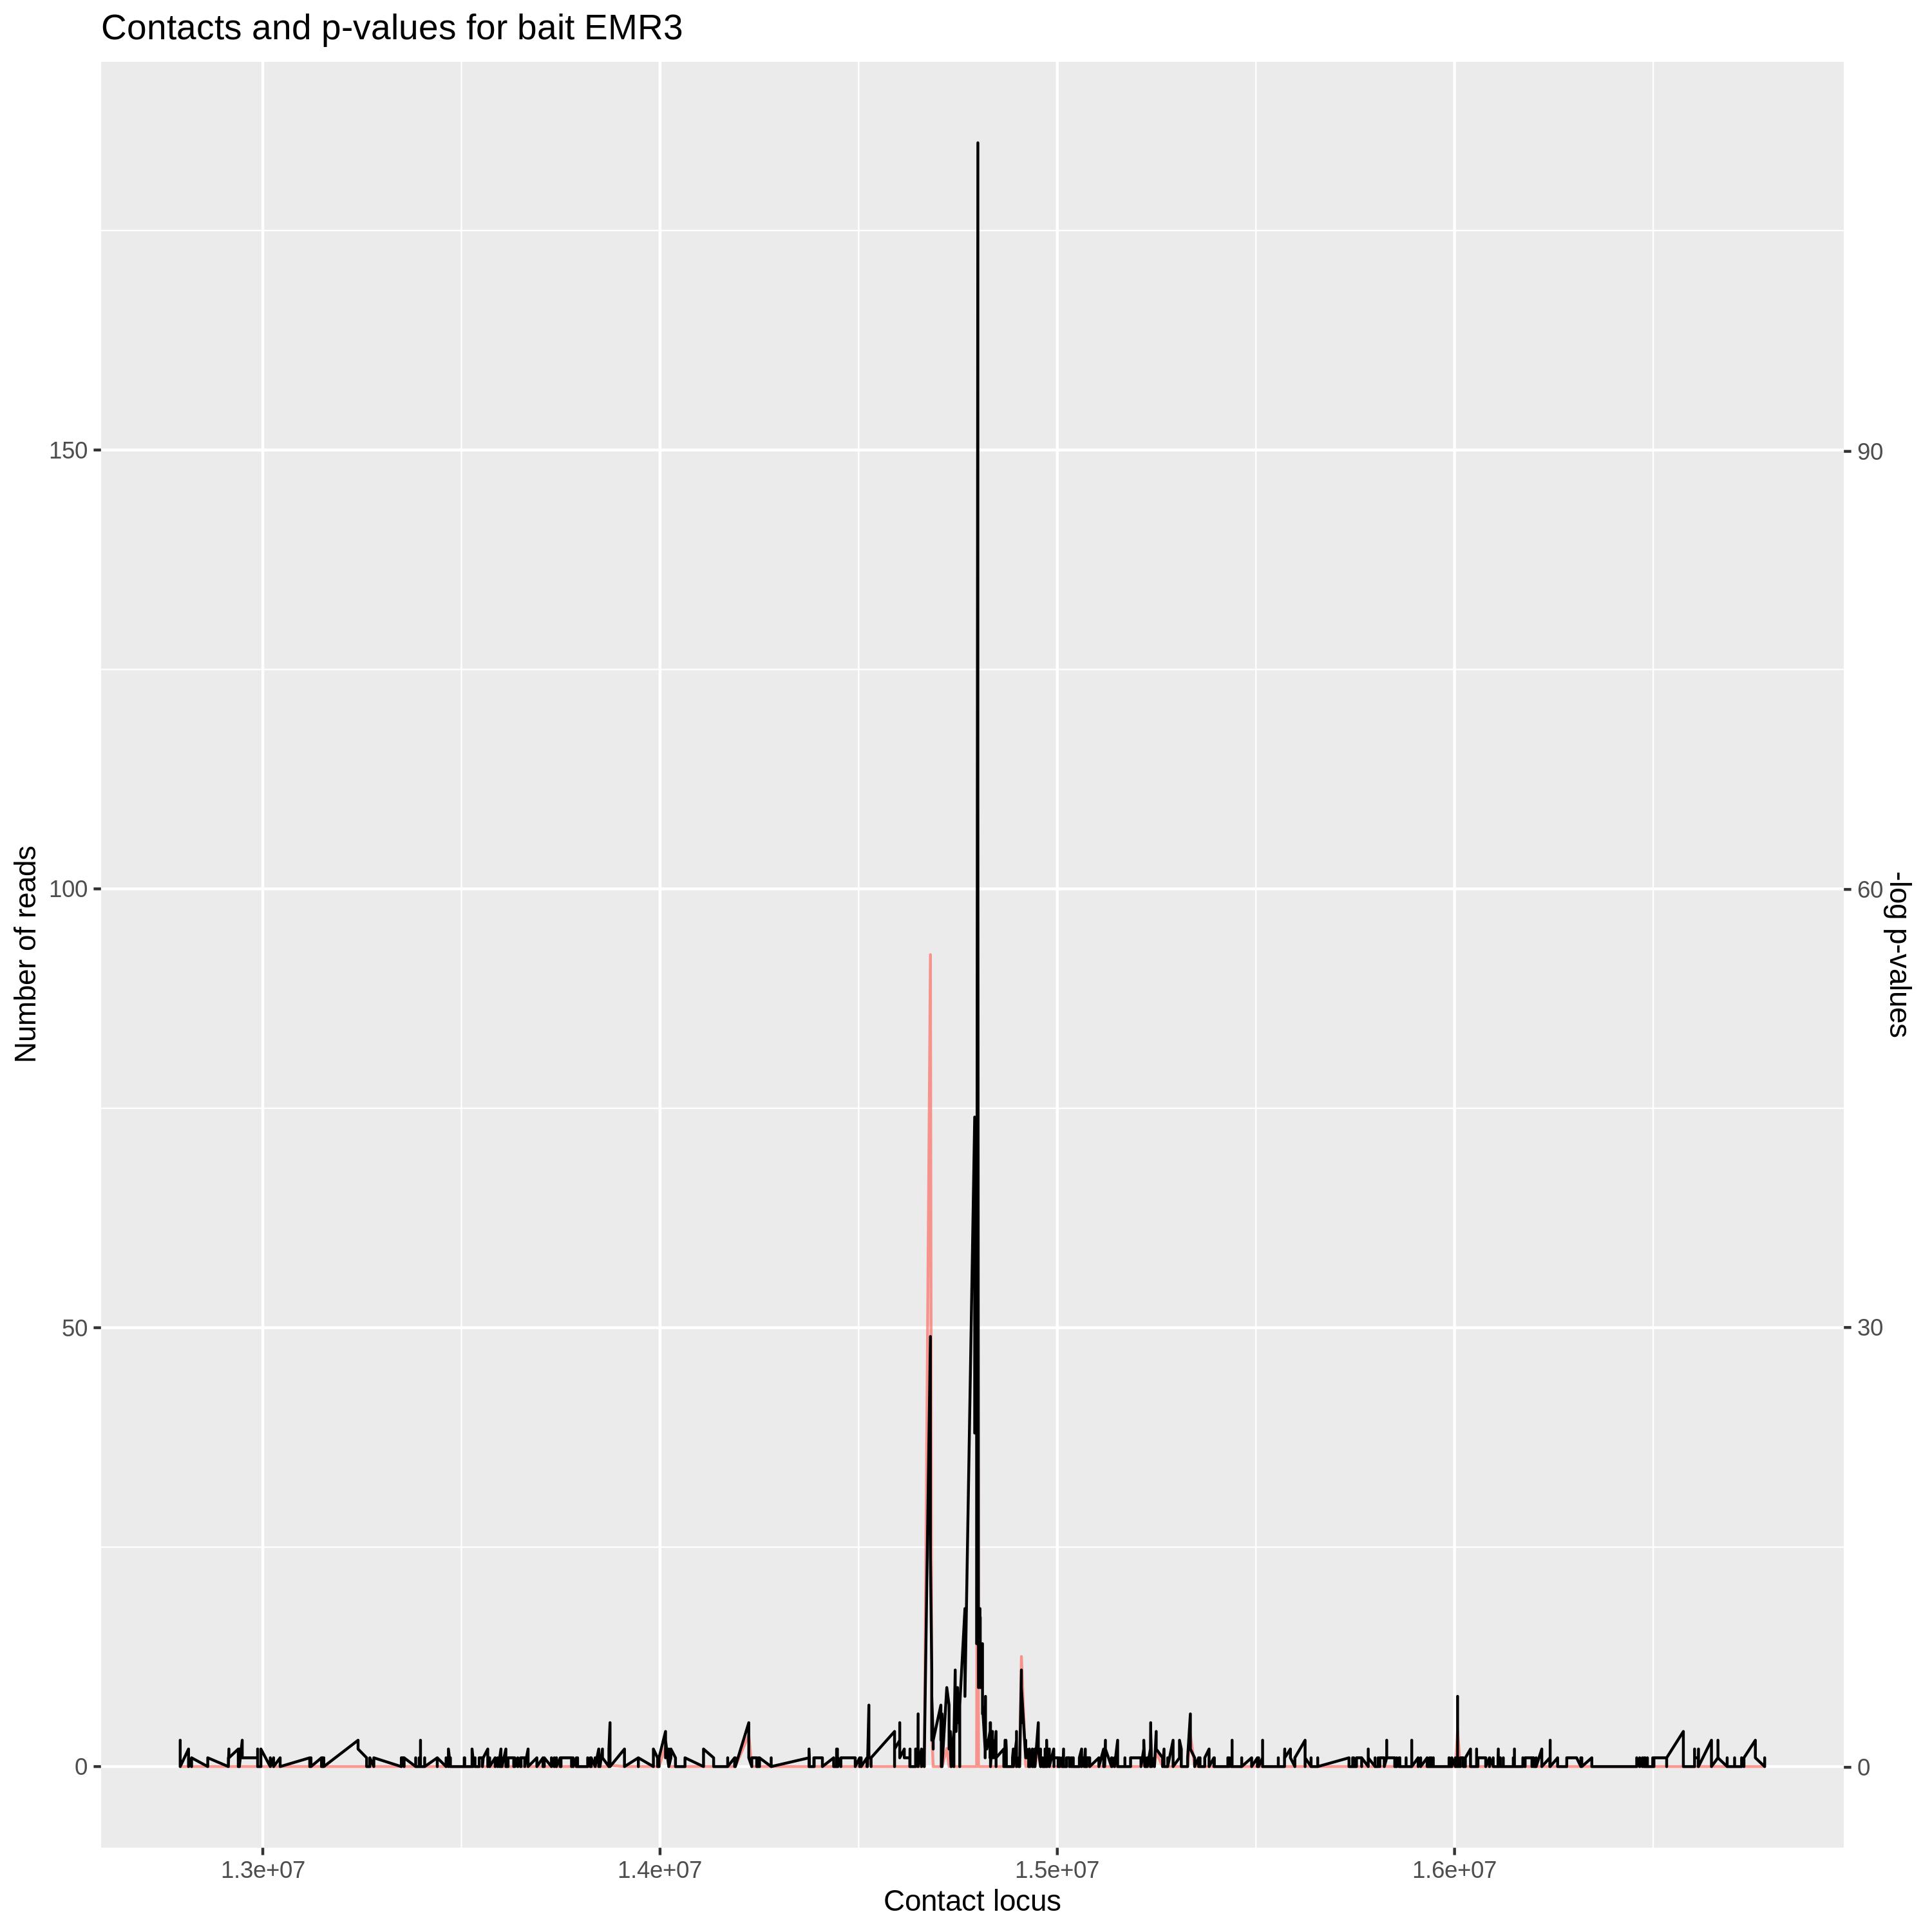 Contacts and p-values for bait EMR3
150
100
50
0
Number of reads
90
60
30
0
-log p-values
1.3e+07
1.4e+07
1.5e+07
1.6e+07
Contact locus